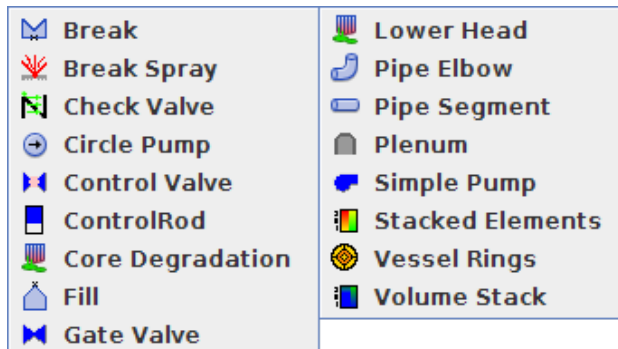 Break
Break Spray
Check Valve
Circle Pump
Control Valve
ControlRod
Core Degradation
Fill
Gate Valve
Lower Head
Pipe Elbow
Pipe Segment
Plenum
Simple Pump
Stacked Elements
Vessel Rings
Volume Stack